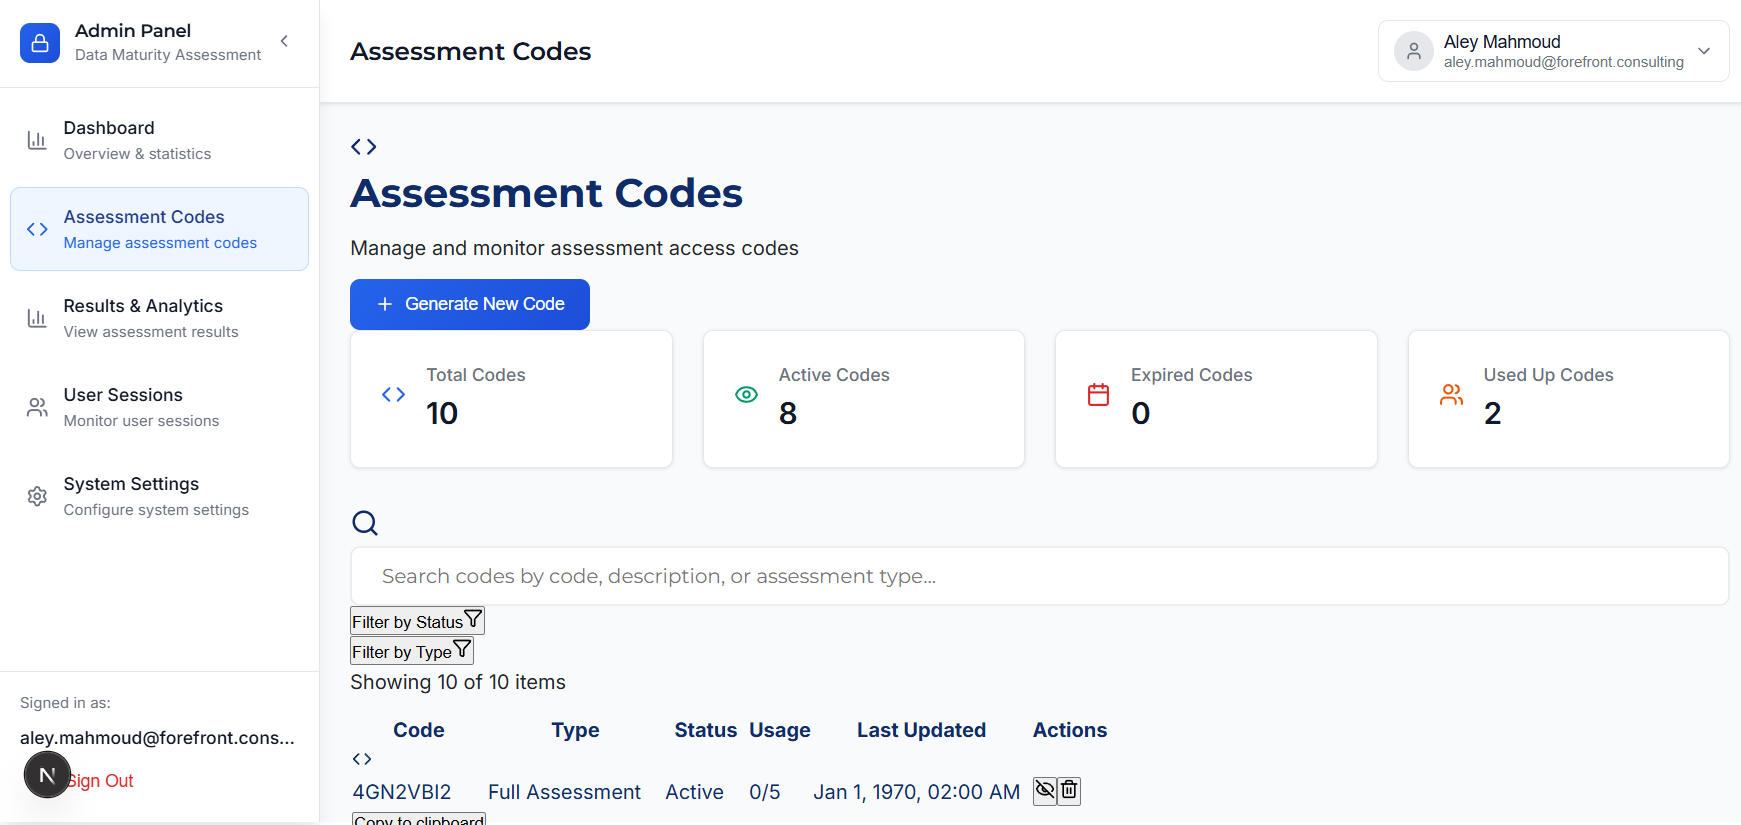 Admin Panel
Data Maturity Assessment
Dashboard
Overview & statistics
Assessment Codes
Manage assessment codes
Results & Analytics
View assessment results
User Sessions
Monitor user sessions
System Settings
Configure system settings
Signed in as:
aley.mahmoud@forefront.cons...
N
Sign Out
Assessment Codes
Aley Mahmoud
aley.mahmoud@forefront.consulting
Assessment Codes
Manage and monitor assessment access codes
Generate New Code
Total Codes
10
Active Codes
8
Expired Codes
0
Used Up Codes
2
Search codes by code, description, or assessment type...
Filter by Status
Filter by Type
Showing 10 of 10 items
Code Type Status Usage Last Updated Actions
4GN2VBI2 Full Assessment Active 0/5 Jan 1, 1970, 02:00 AM
Copy to clipboard